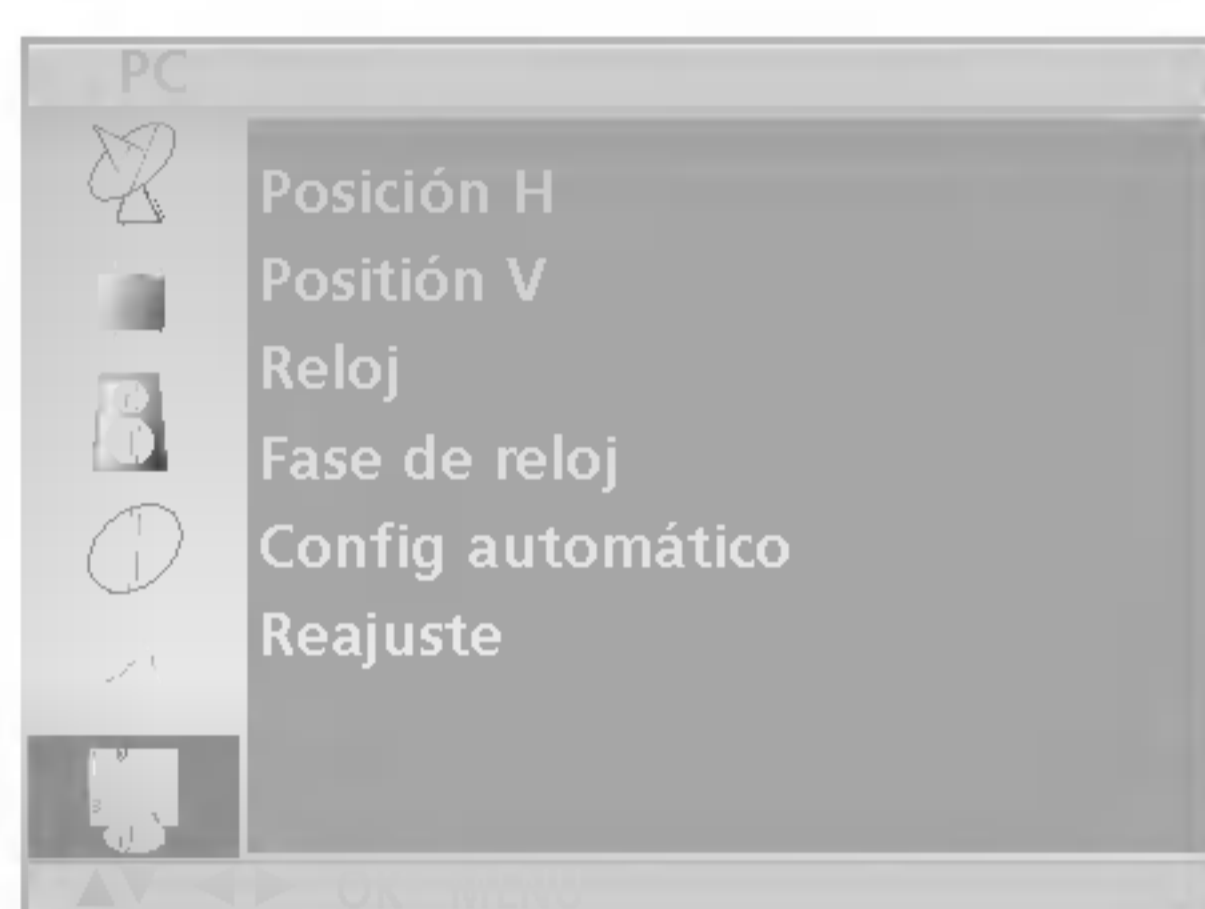 PC
Posición H
Positión V
Reloj
Fase de reloj
Config automático
Reajuste
▲▼ ◀ ▶ OK MENU